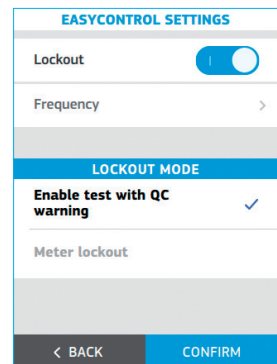 EASYCONTROL SETTINGS
Lockout
Frequency
LOCKOUT MODE
Enable test with QC
warning
Meter lockout
< BACK
CONFIRM